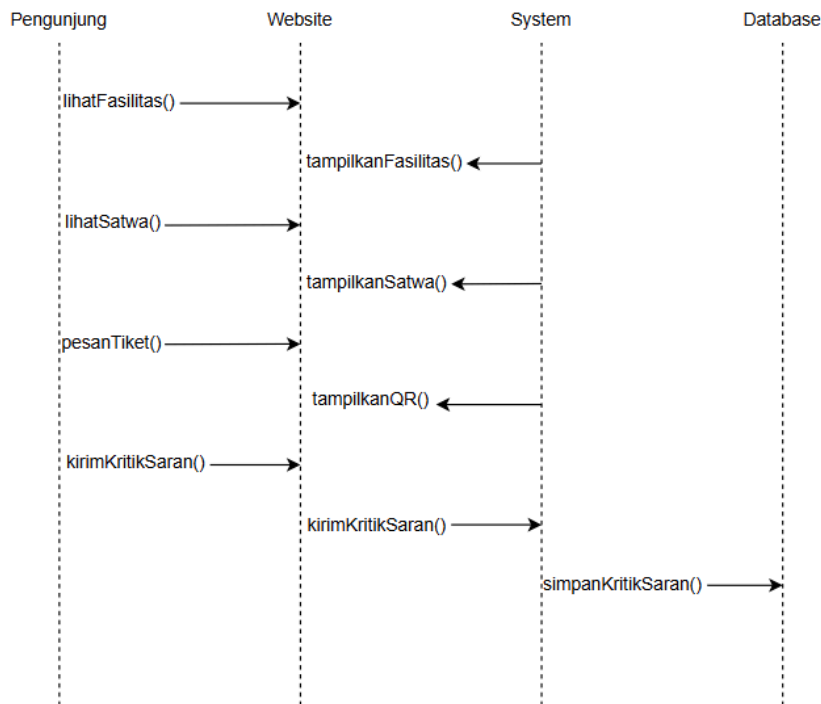 Pengunjung Website System Database
lihatFasilitas()
tampilkanFasilitas()
lihatSatwa()
tampilkanSatwa()
pesanTiket()
tampilkanQR()
kirimKritikSaran()
kirimKritikSaran()
simpanKritikSaran()